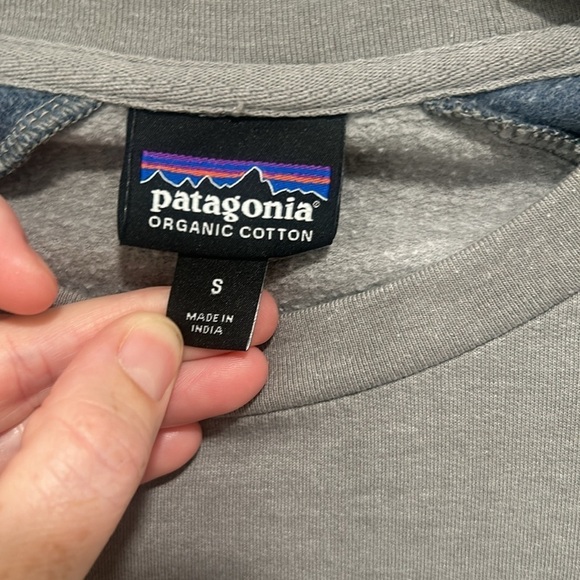 patagonia®
ORGANIC COTTON
S
MADE IN
INDIA